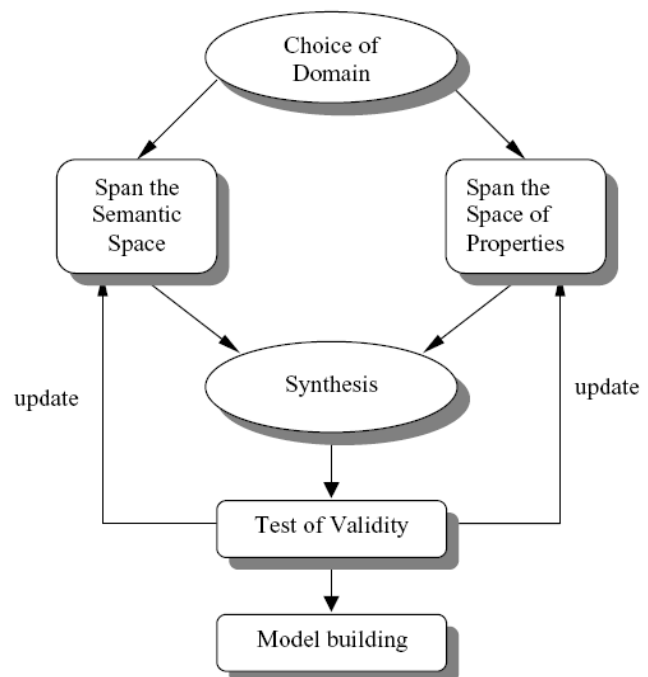 Choice of
Domain
Span the
Semantic
Space
Span the
Space of
Properties
Synthesis
update
update
Test of Validity
Model building